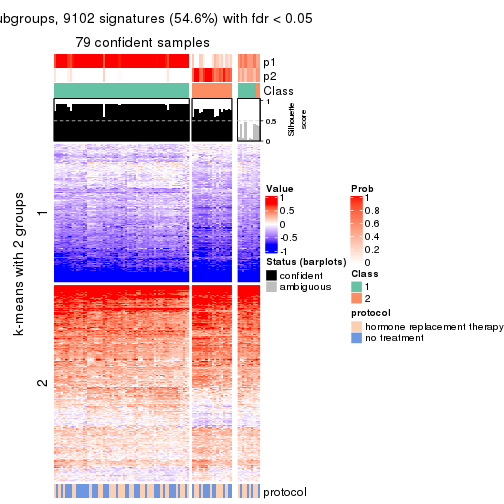 ubgroups, 9102 signatures (54.6%) with fdr < 0.05
79 confident samples
p1
p2
Class
1
0.5
0
Silhouette
score
k-means with 2 groups
1
2
Value
1
0.5
0
-0.5
-1
Status (barplots)
confident
ambiguous
Prob
1
0.8
0.6
0.4
0.2
0
Class
1
2
protocol
hormone replacement therapy
no treatment
protocol